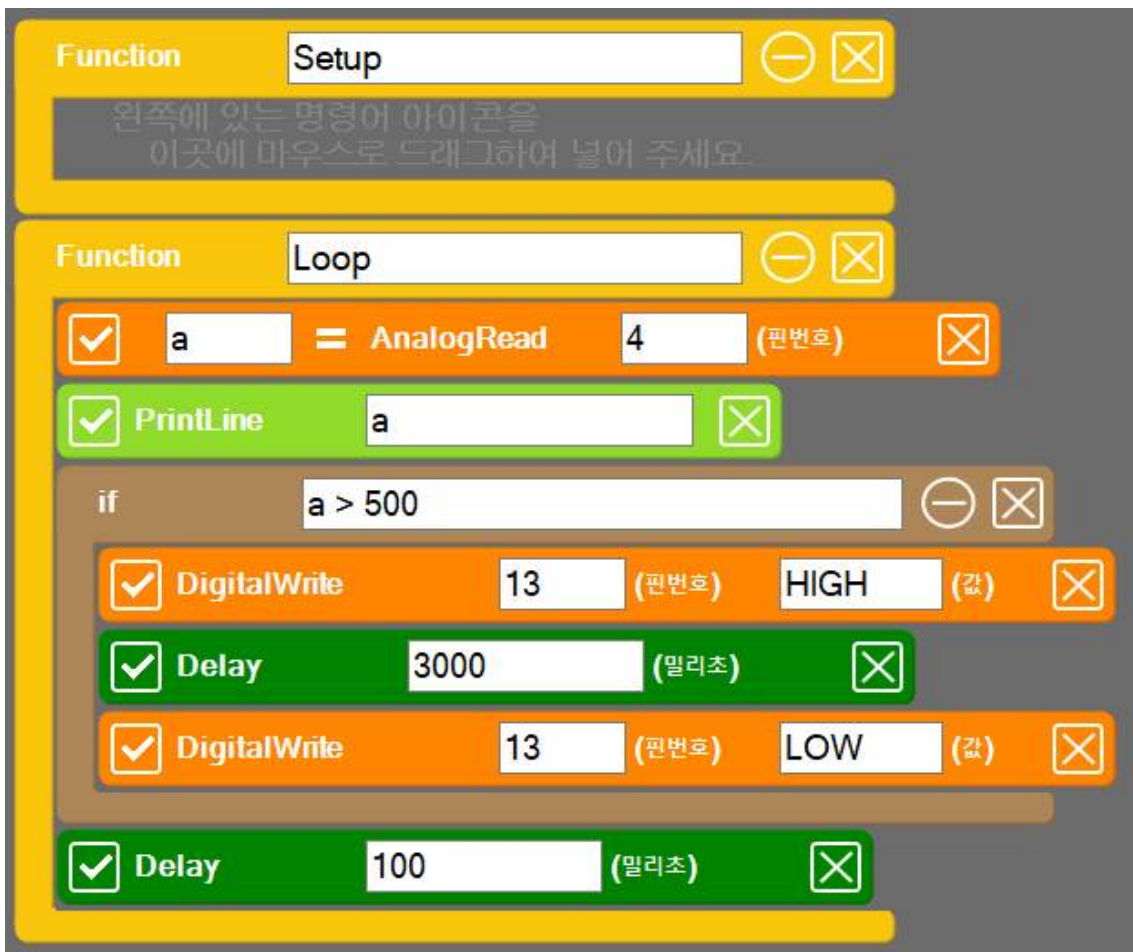 Function Setup
왼쪽에 있는 명령어 아이콘을
이곳에 마우스로 드래그하여 넣어 주세요.
Function Loop
a = AnalogRead 4 (핀번호)
PrintLine a
if a > 500
DigitalWrite 13 (핀번호) HIGH (값)
Delay 3000 (밀리초)
DigitalWrite 13 (핀번호) LOW (값)
Delay 100 (밀리초)